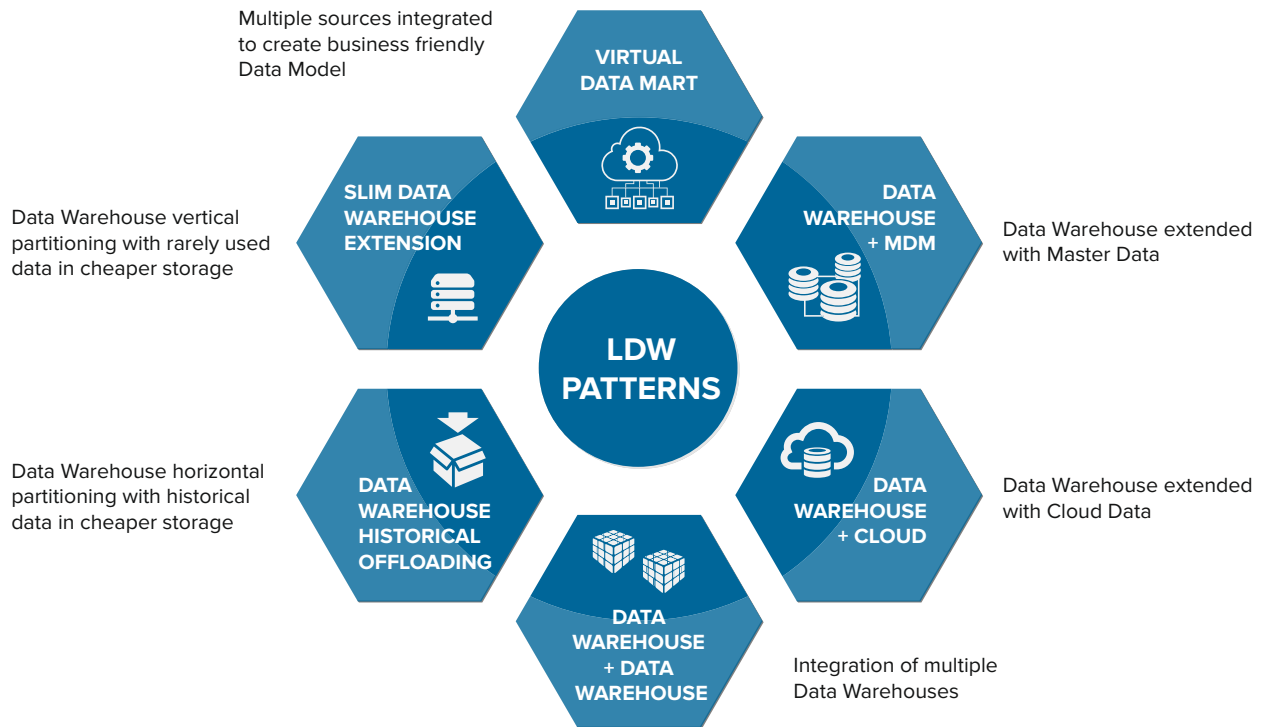 Multiple sources integrated
to create business friendly
Data Model
VIRTUAL
DATA MART
SLIM DATA
WAREHOUSE
EXTENSION
Data Warehouse vertical
partitioning with rarely used
data in cheaper storage
DATA
WAREHOUSE
+ MDM
Data Warehouse extended
with Master Data
LDW
PATTERNS
Data Warehouse horizontal
partitioning with historical
data in cheaper storage
DATA
WAREHOUSE
HISTORICAL
OFFLOADING
DATA
WAREHOUSE
+ CLOUD
Data Warehouse extended
with Cloud Data
DATA
WAREHOUSE
+ DATA
WAREHOUSE
Integration of multiple
Data Warehouses